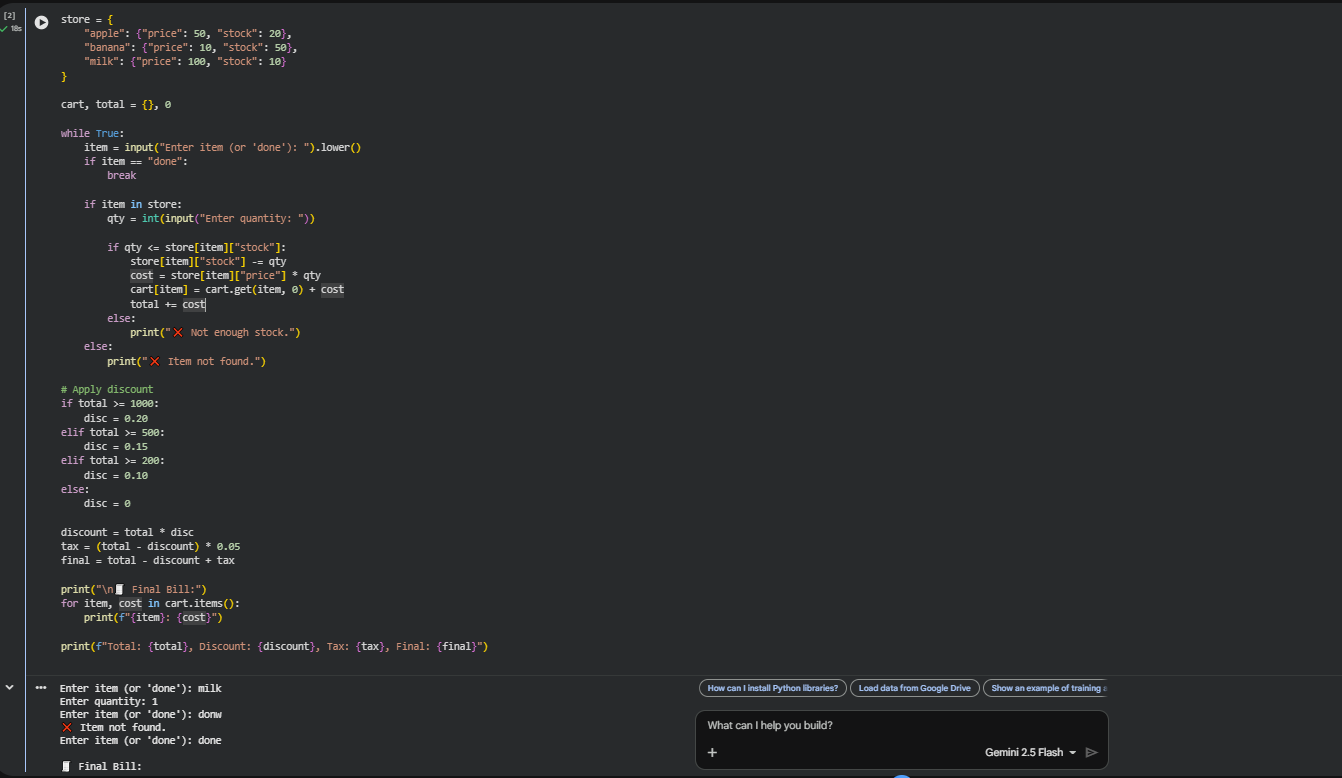 [2]
✓ 18s
store = {
    "apple": {"price": 50, "stock": 20},
    "banana": {"price": 10, "stock": 50},
    "milk": {"price": 100, "stock": 10}
}
cart, total = {}, 0
while True:
    item = input("Enter item (or 'done'): ").lower()
    if item == "done":
        break
    if item in store:
        qty = int(input("Enter quantity: "))
        if qty <= store[item]["stock"]:
            store[item]["stock"] -= qty
            cost = store[item]["price"] * qty
            cart[item] = cart.get(item, 0) + cost
            total += cost
        else:
            print("❌ Not enough stock.")
    else:
        print("❌ Item not found.")
# Apply discount
if total >= 1000:
    disc = 0.20
elif total >= 500:
    disc = 0.15
elif total >= 200:
    disc = 0.10
else:
    disc = 0
discount = total * disc
tax = (total - discount) * 0.05
final = total - discount + tax
print("\n🧾 Final Bill:")
for item, cost in cart.items():
    print(f"{item}: {cost}")
print(f"Total: {total}, Discount: {discount}, Tax: {tax}, Final: {final}")
Enter item (or 'done'): milk
Enter quantity: 1
Enter item (or 'done'): donw
❌ Item not found.
Enter item (or 'done'): done
🧾 Final Bill:
How can I install Python libraries?
Load data from Google Drive
Show an example of training
What can I help you build?
Gemini 2.5 Flash